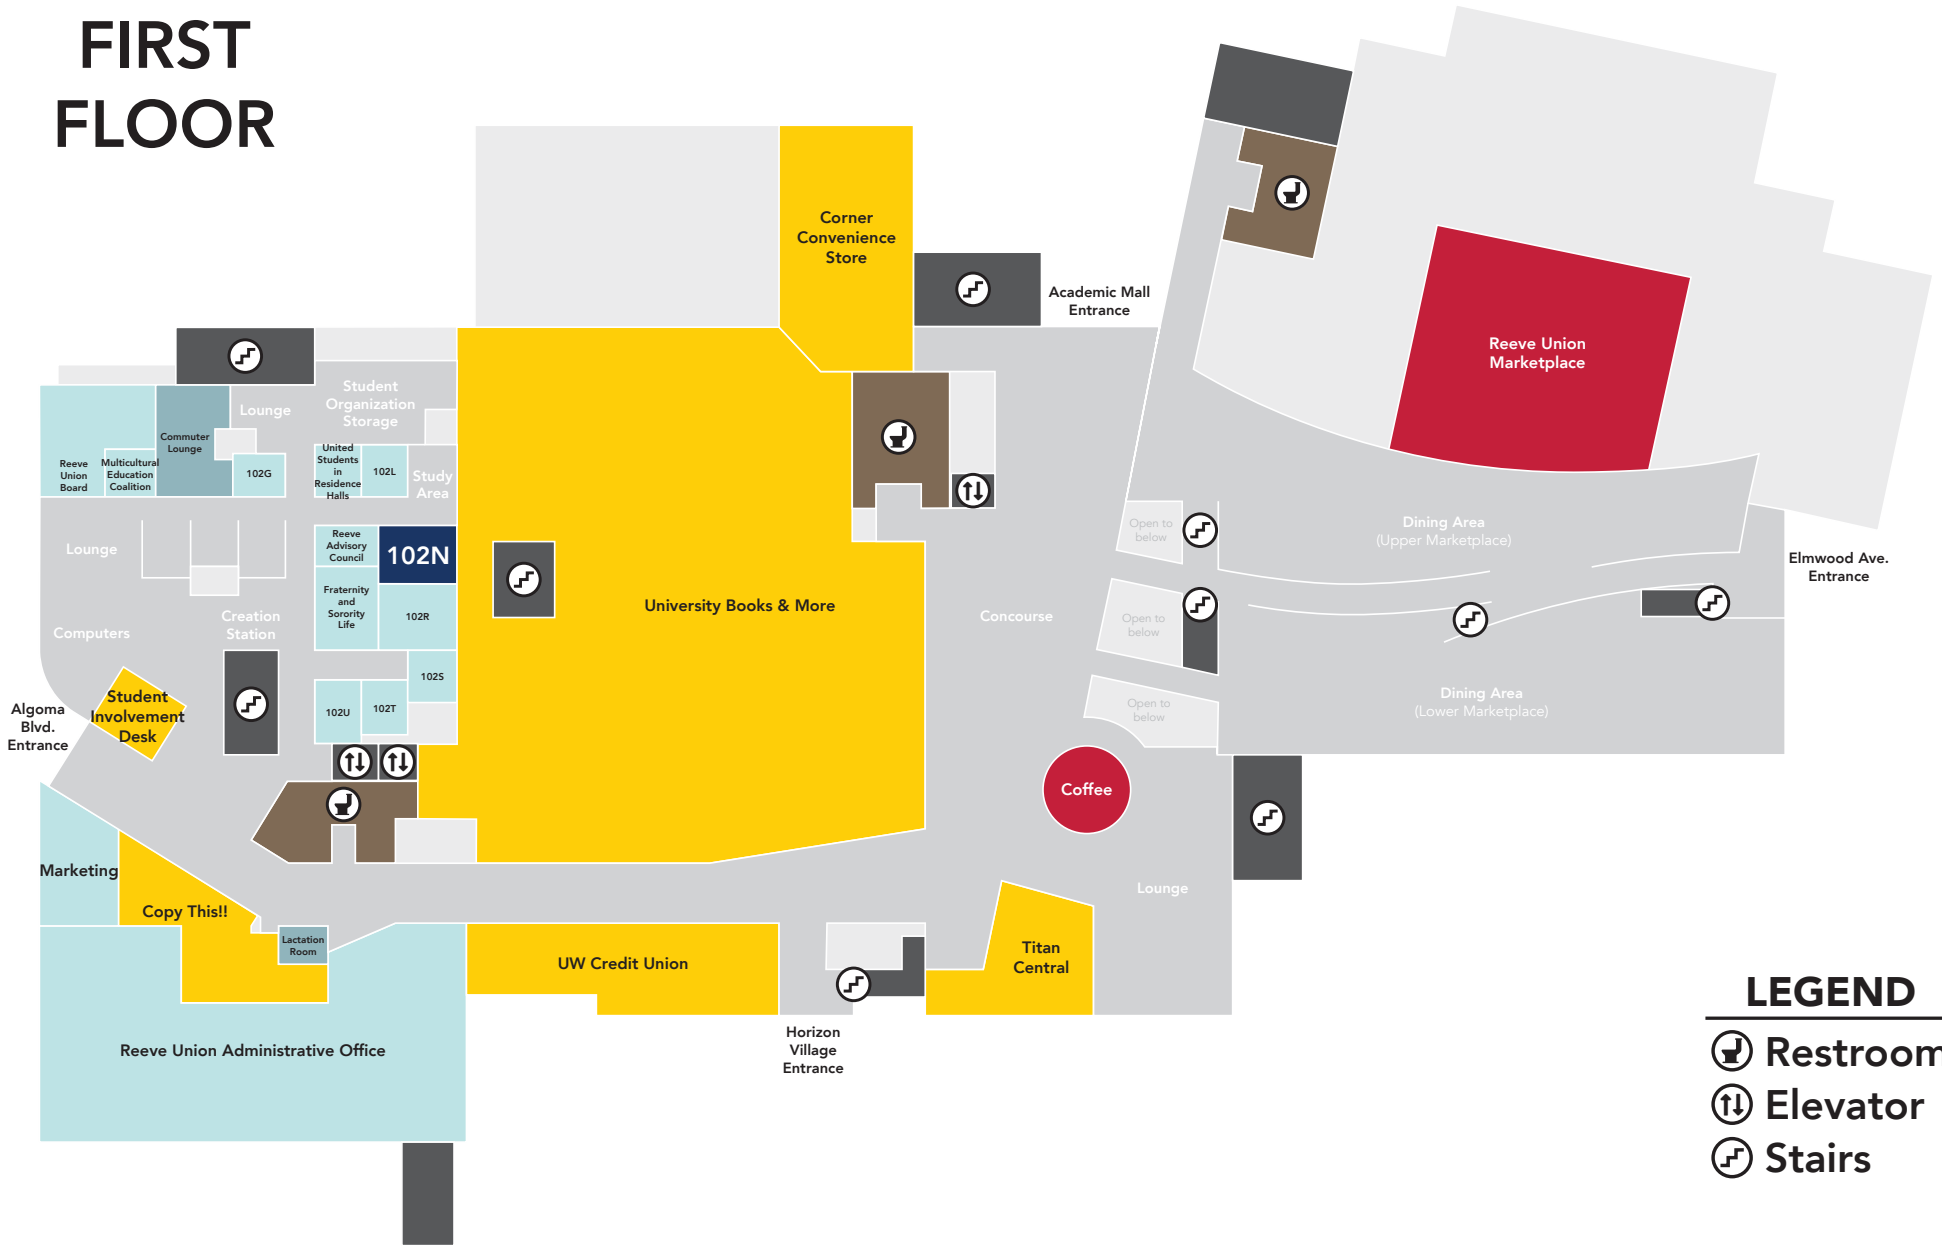 FIRST
FLOOR
Corner
Convenience
Store
Academic Mall
Entrance
Reeve Union
Marketplace
Student
Organization
Storage
Lounge
Commuter
Lounge
Reeve
Union
Board
Multicultural
Education
Coalition
102G
United
Students
in
Residence
Halls
102L
Study
Area
Lounge
Reeve
Advisory
Council
102N
Fraternity
and
Sorority
Life
102R
Computers
Creation
Station
University Books & More
Concourse
Open to
below
Open to
below
Open to
below
Dining Area
(Upper Marketplace)
Elmwood Ave.
Entrance
Dining Area
(Lower Marketplace)
102S
102U
102T
Student
Involvement
Desk
Algoma
Blvd.
Entrance
Coffee
Marketing
Copy This!!
Lactation
Room
Lounge
UW Credit Union
Titan
Central
Horizon
Village
Entrance
Reeve Union Administrative Office
LEGEND
Restroom
Elevator
Stairs